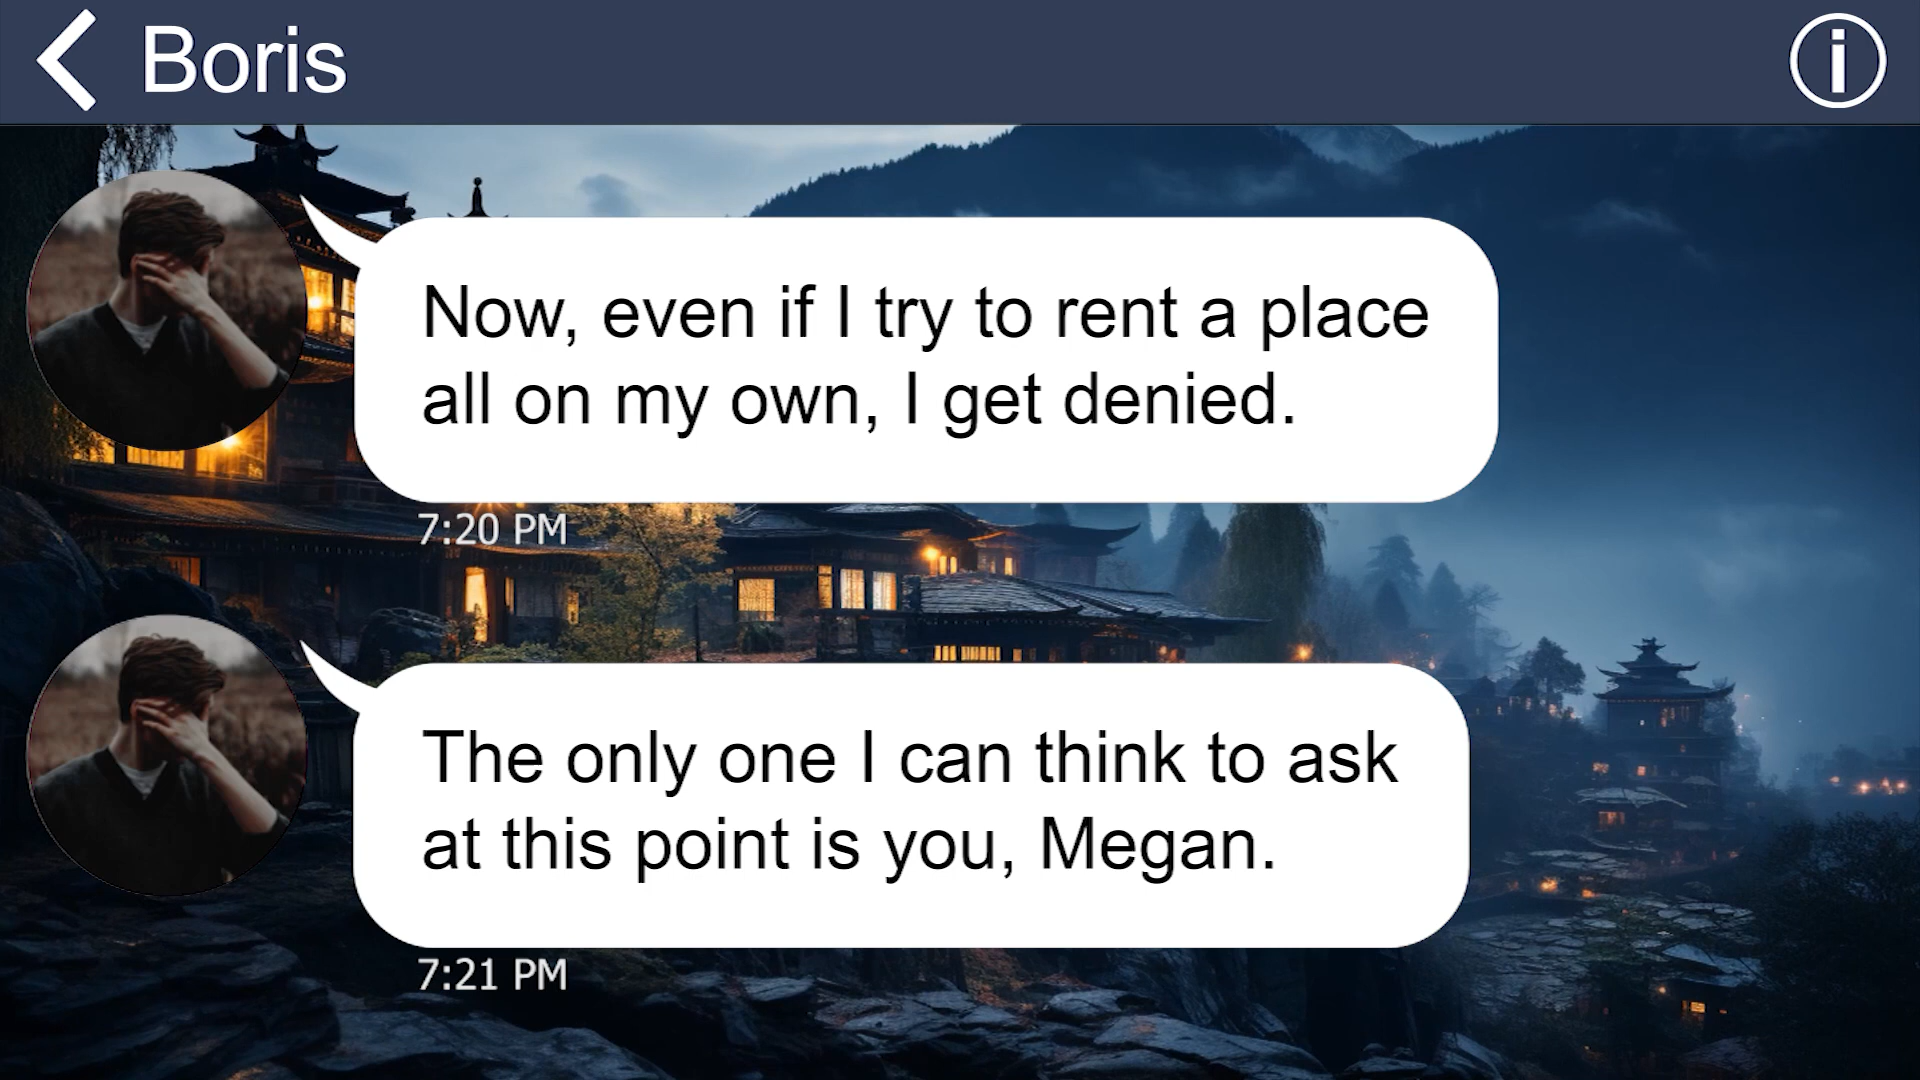 Boris
Now, even if I try to rent a place
all on my own, I get denied.
7:20 PM
The only one I can think to ask
at this point is you, Megan.
7:21 PM